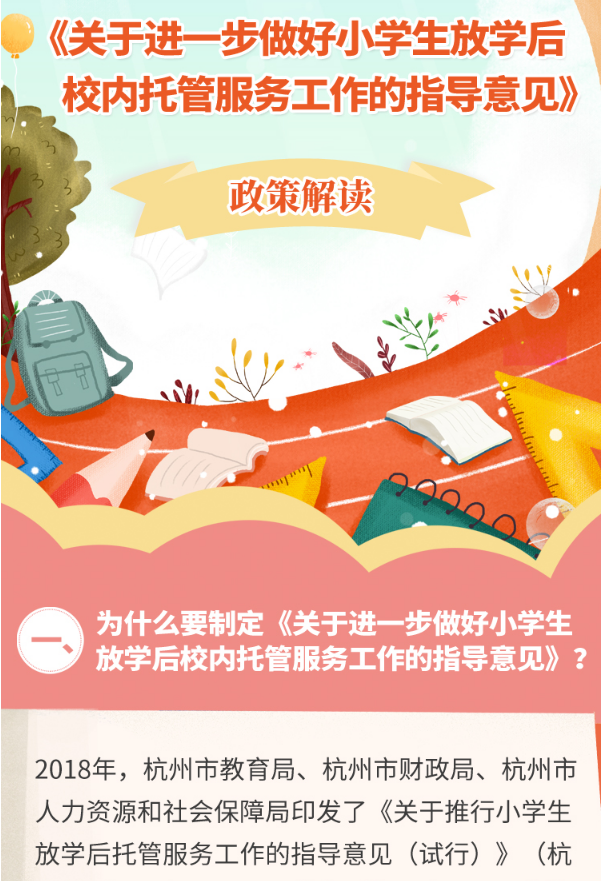 《关于进一步做好小学生放学后
校内托管服务工作的指导意见》
政策解读
一、
为什么要制定《关于进一步做好小学生
放学后校内托管服务工作的指导意见》？
2018年，杭州市教育局、杭州市财政局、杭州市
人力资源和社会保障局印发了《关于推行小学生
放学后托管服务工作的指导意见（试行）》（杭